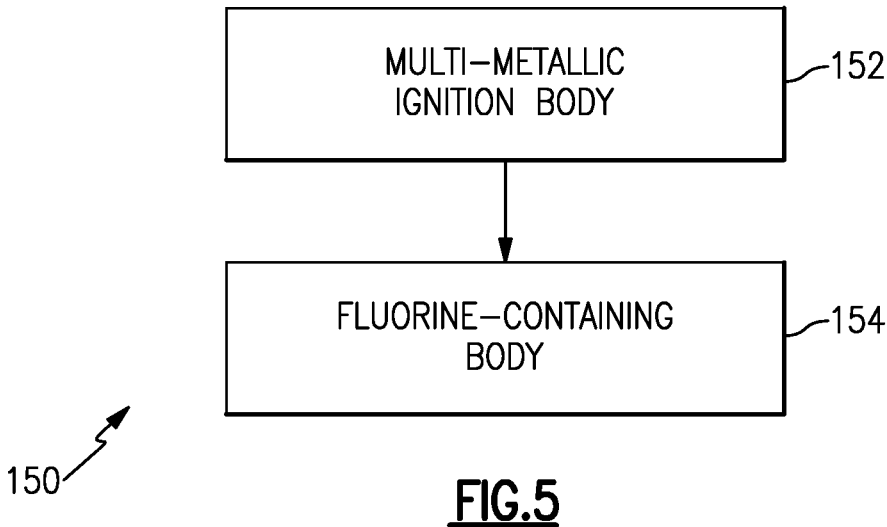 MULTI-METALLIC
IGNITION BODY
152
FLUORINE-CONTAINING
BODY
154
150
FIG.5